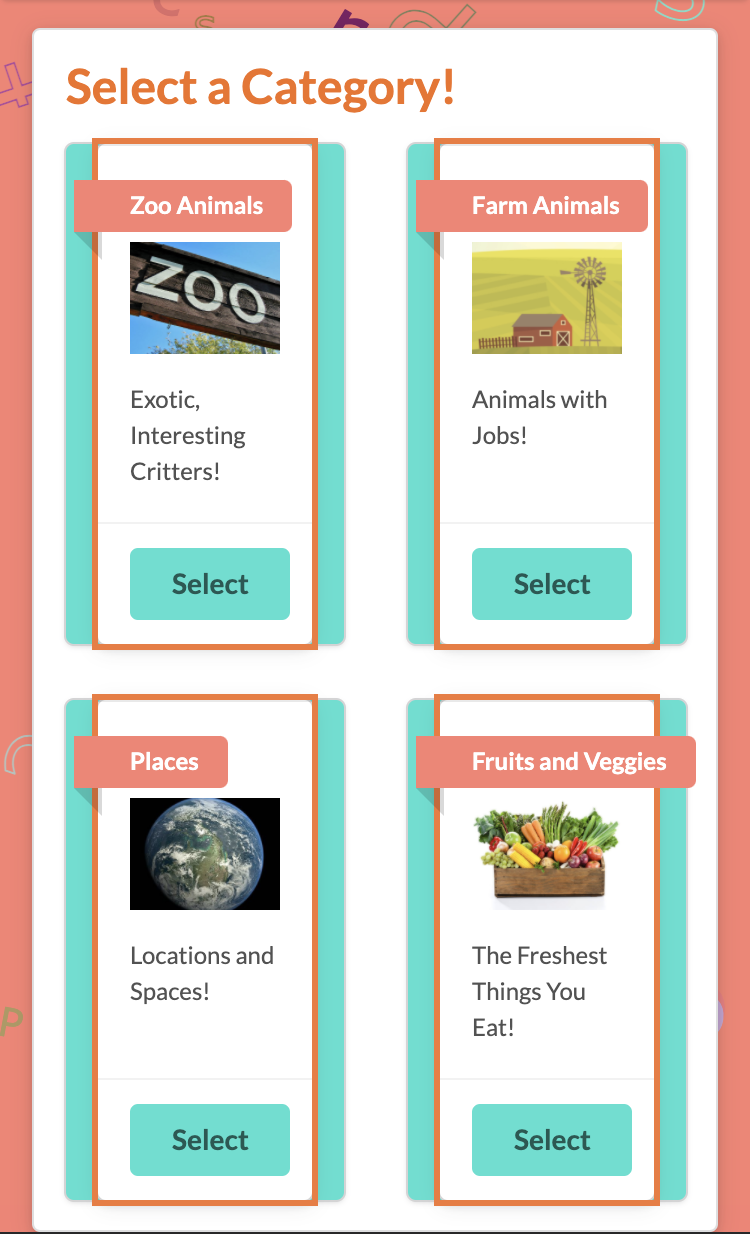 Select a Category!
Zoo Animals
ZOO
Exotic,
Interesting
Critters!
Select
Farm Animals
Animals with
Jobs!
Select
Places
Locations and
Spaces!
Select
Fruits and Veggies
The Freshest
Things You
Eat!
Select